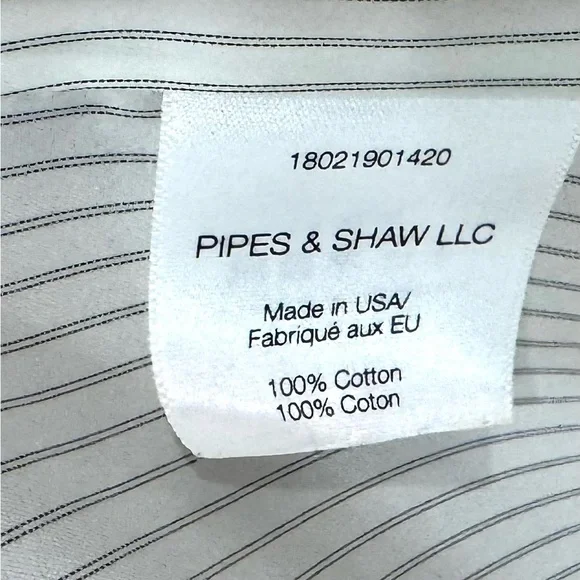 18021901420
PIPES & SHAW LLC
Made in USA/
Fabriqué aux EU
100% Cotton
100% Coton